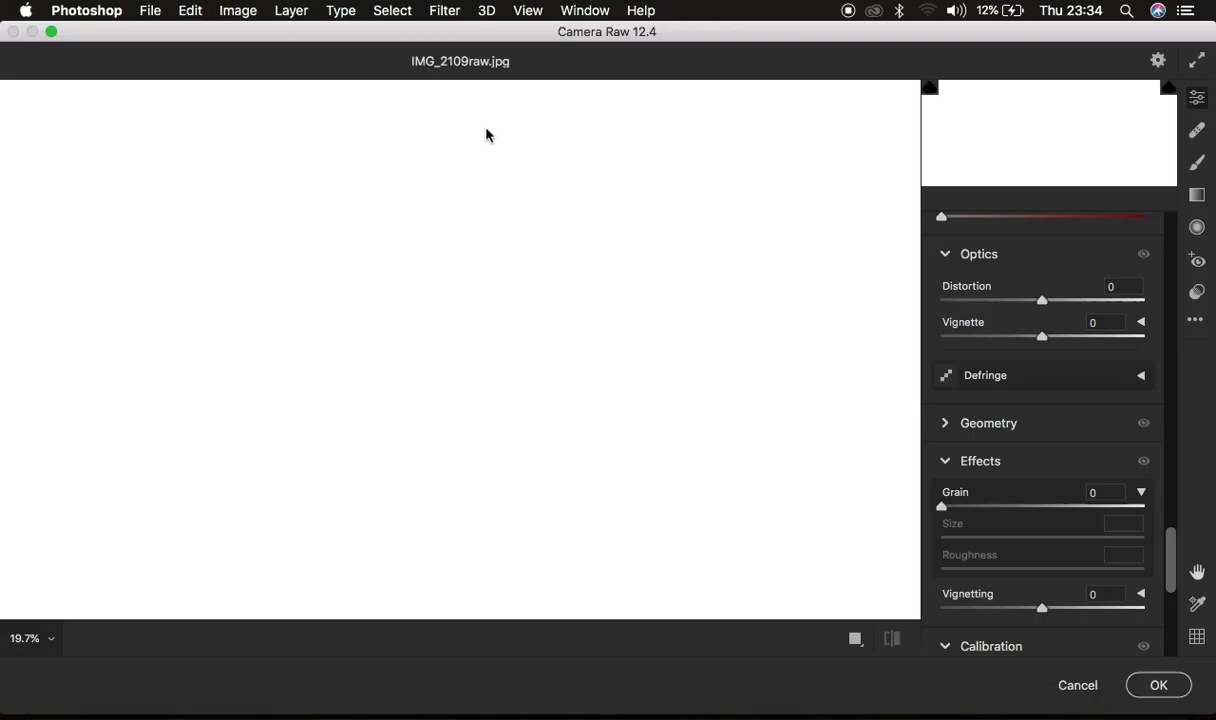 Photoshop File Edit Image Layer Type Select Filter 3D View Window Help 12% Thu 23:34
Camera Raw 12.4
IMG_2109raw.jpg
Optics
Distortion 0
Vignette 0
Defringe
Geometry
Effects
Grain 0
Size
Roughness
Vignetting 0
19.7%
Calibration
Cancel OK